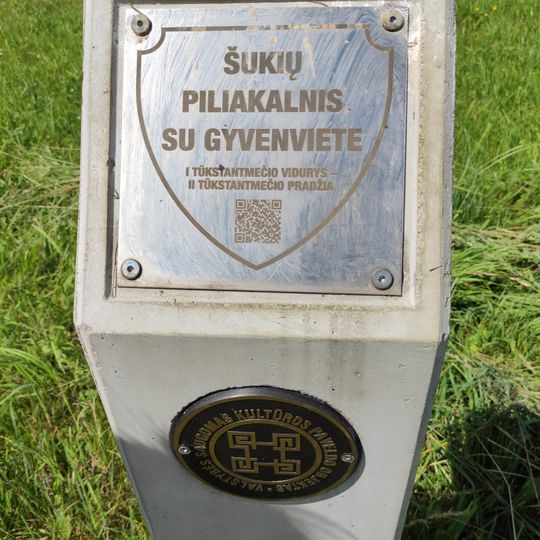 ŠUKIŲ
PILIAKALNIS
SU GYVENVIETE
I TŪKSTANTMEČIO VIDURYS –
II TŪKSTANTMEČIO PRADŽIA
VALSTYBĖS SAUGOMAS KULTŪROS PAVELDO OBJEKTAS